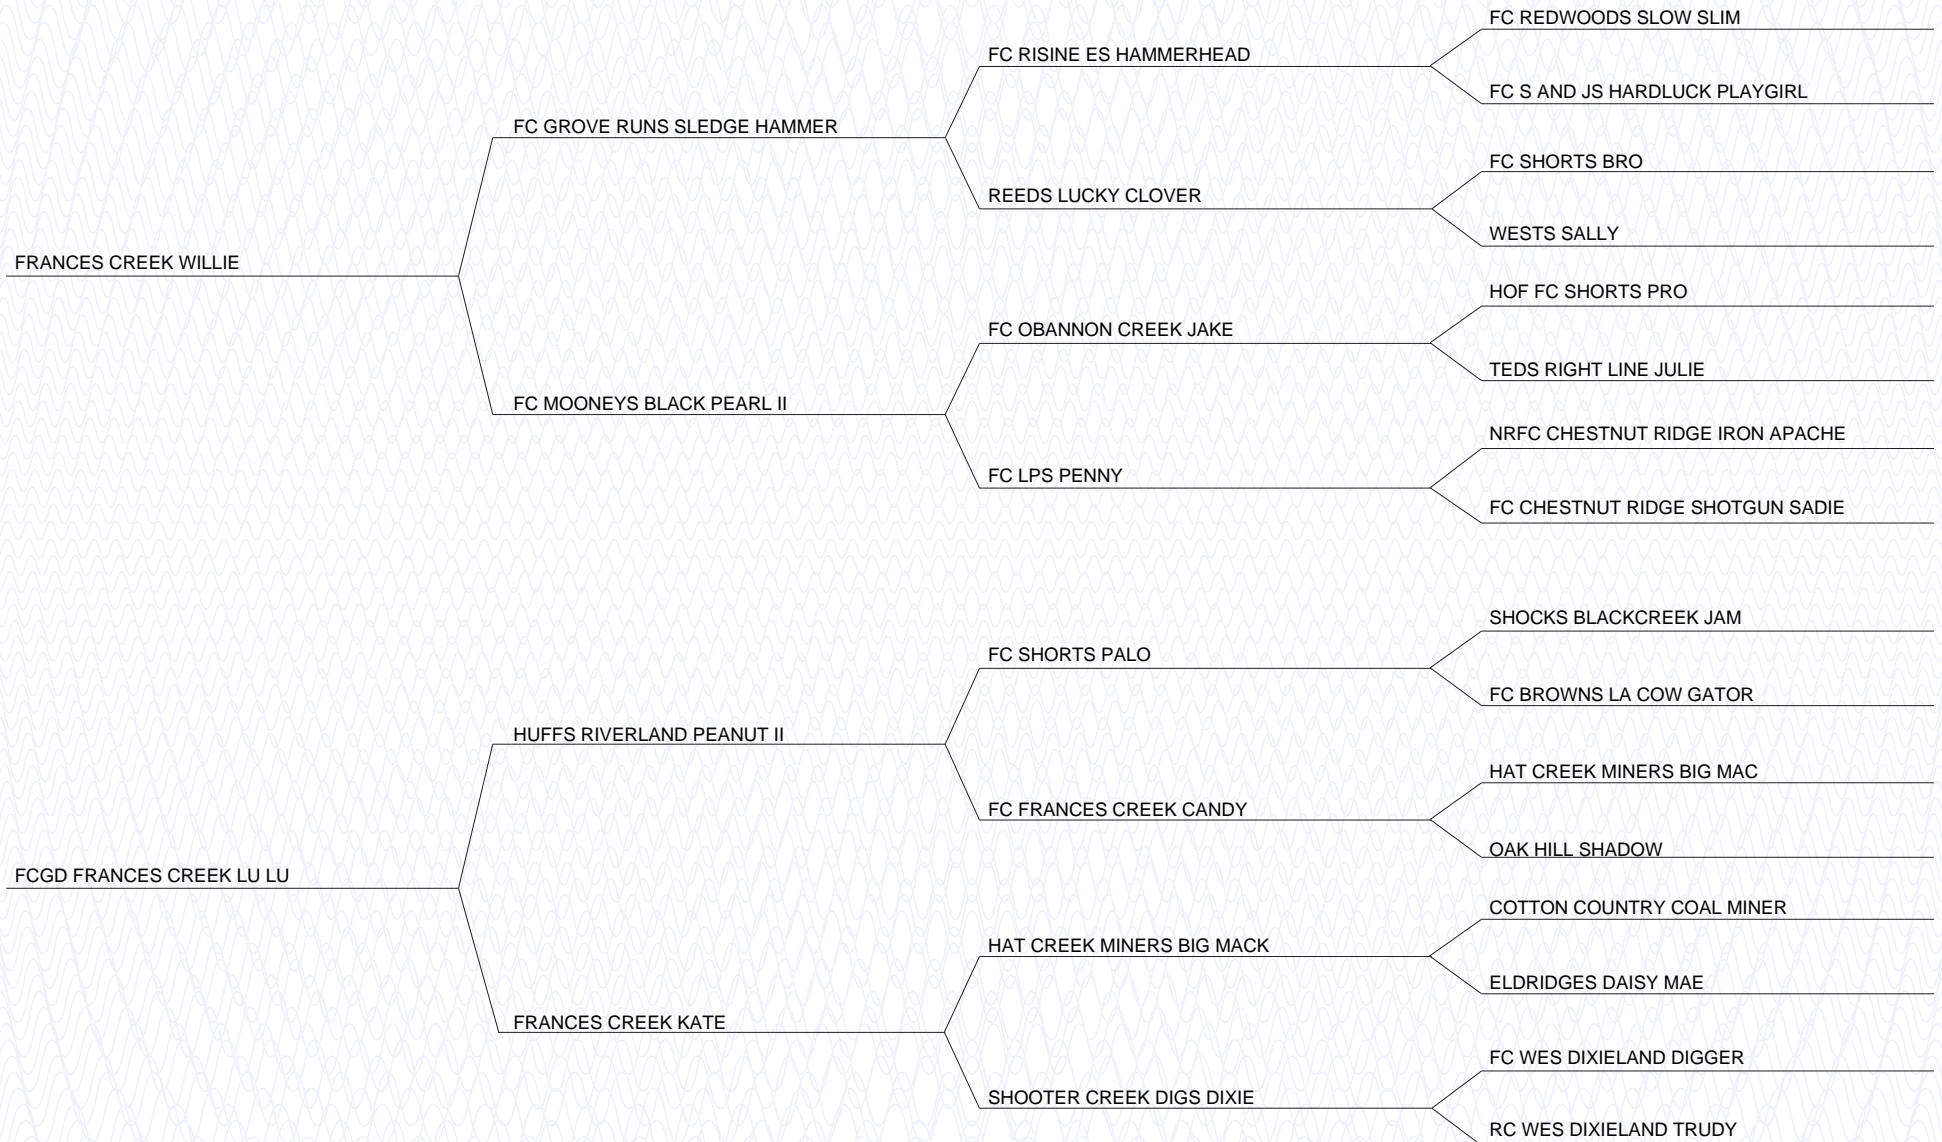 FC REDWOODS SLOW SLIM
FC RISINE ES HAMMERHEAD
FC S AND JS HARDLUCK PLAYGIRL
FC GROVE RUNS SLEDGE HAMMER
FC SHORTS BRO
REEDS LUCKY CLOVER
WESTS SALLY
FRANCES CREEK WILLIE
HOF FC SHORTS PRO
FC OBANNON CREEK JAKE
TEDS RIGHT LINE JULIE
FC MOONEYS BLACK PEARL II
NRFC CHESTNUT RIDGE IRON APACHE
FC LPS PENNY
FC CHESTNUT RIDGE SHOTGUN SADIE
SHOCKS BLACKCREEK JAM
FC SHORTS PALO
FC BROWNS LA COW GATOR
HUFFS RIVERLAND PEANUT II
HAT CREEK MINERS BIG MAC
FC FRANCES CREEK CANDY
OAK HILL SHADOW
FCGD FRANCES CREEK LU LU
COTTON COUNTRY COAL MINER
HAT CREEK MINERS BIG MACK
ELDRIDGES DAISY MAE
FRANCES CREEK KATE
FC WES DIXIELAND DIGGER
SHOOTER CREEK DIGS DIXIE
RC WES DIXIELAND TRUDY